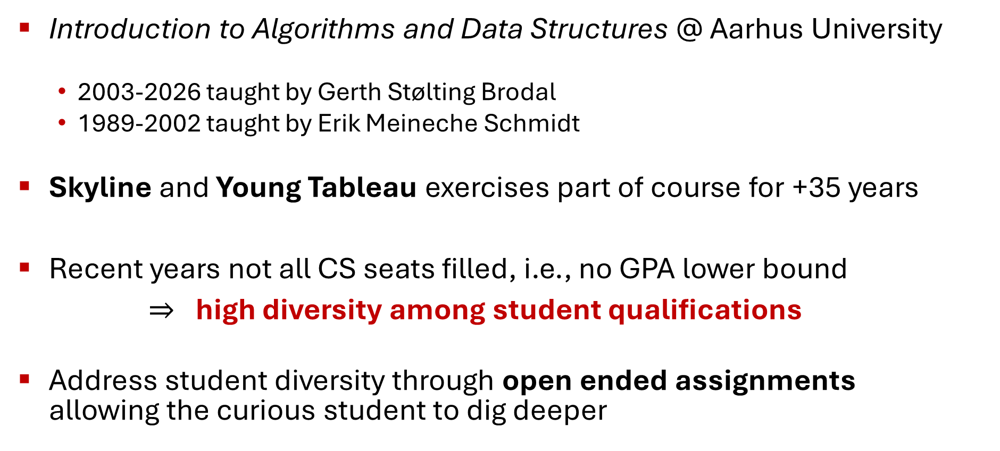 ▪ Introduction to Algorithms and Data Structures @ Aarhus University
• 2003-2026 taught by Gerth Stølting Brodal
• 1989-2002 taught by Erik Meineche Schmidt
▪ Skyline and Young Tableau exercises part of course for +35 years
▪ Recent years not all CS seats filled, i.e., no GPA lower bound
⇒ high diversity among student qualifications
▪ Address student diversity through open ended assignments
allowing the curious student to dig deeper